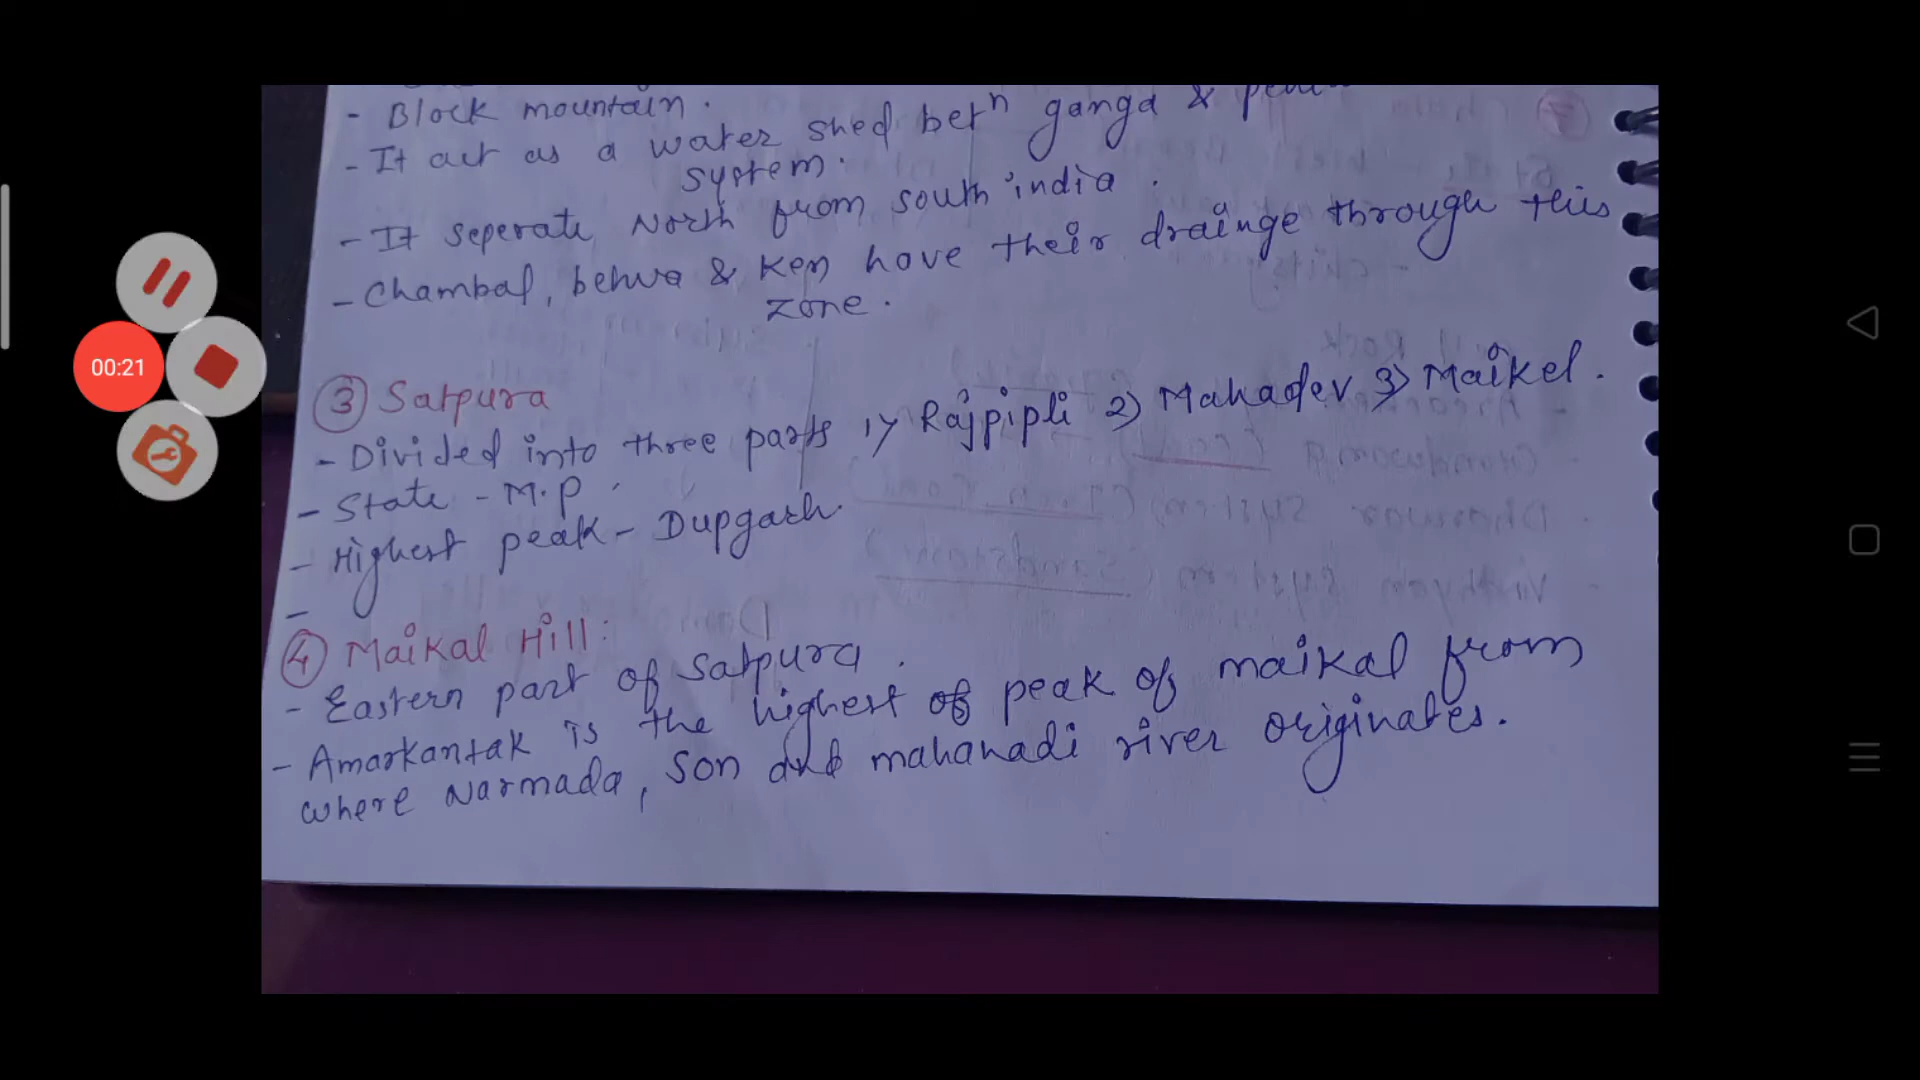 - Block mountain.
- It act as a water shed betⁿ ganga &
system.
- It seperate North from south india.
- Chambal, betwa & Ken have their drainge through this
zone.
③ Satpura
- Divided into three parts 1) Rajpipli 2) Mahadev 3) Maikel.
- State - M.P
- Highest peak - Dupgarh.
-
④ Maikal Hill:
- Eastern part of Satpura.
- Amarkantak is the highest of peak of maikal from
where Narmada, Son and mahanadi river originates.
00:21